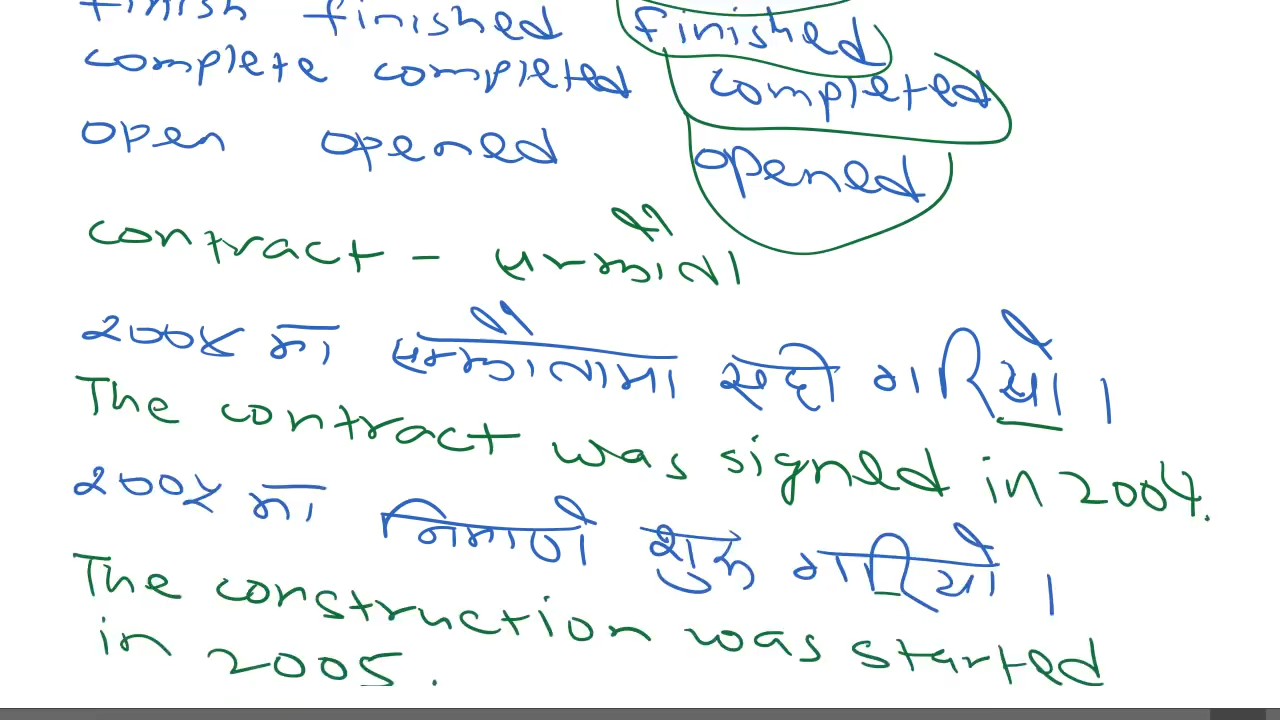 finish finished finished
complete completed completed
open opened opened
contract - सम्झौता
२००४ मा सम्झौतामा सही गरियो ।
The contract was signed in 2004.
२००५ मा निर्माण शुरू गरियो ।
The construction was started
in 2005.